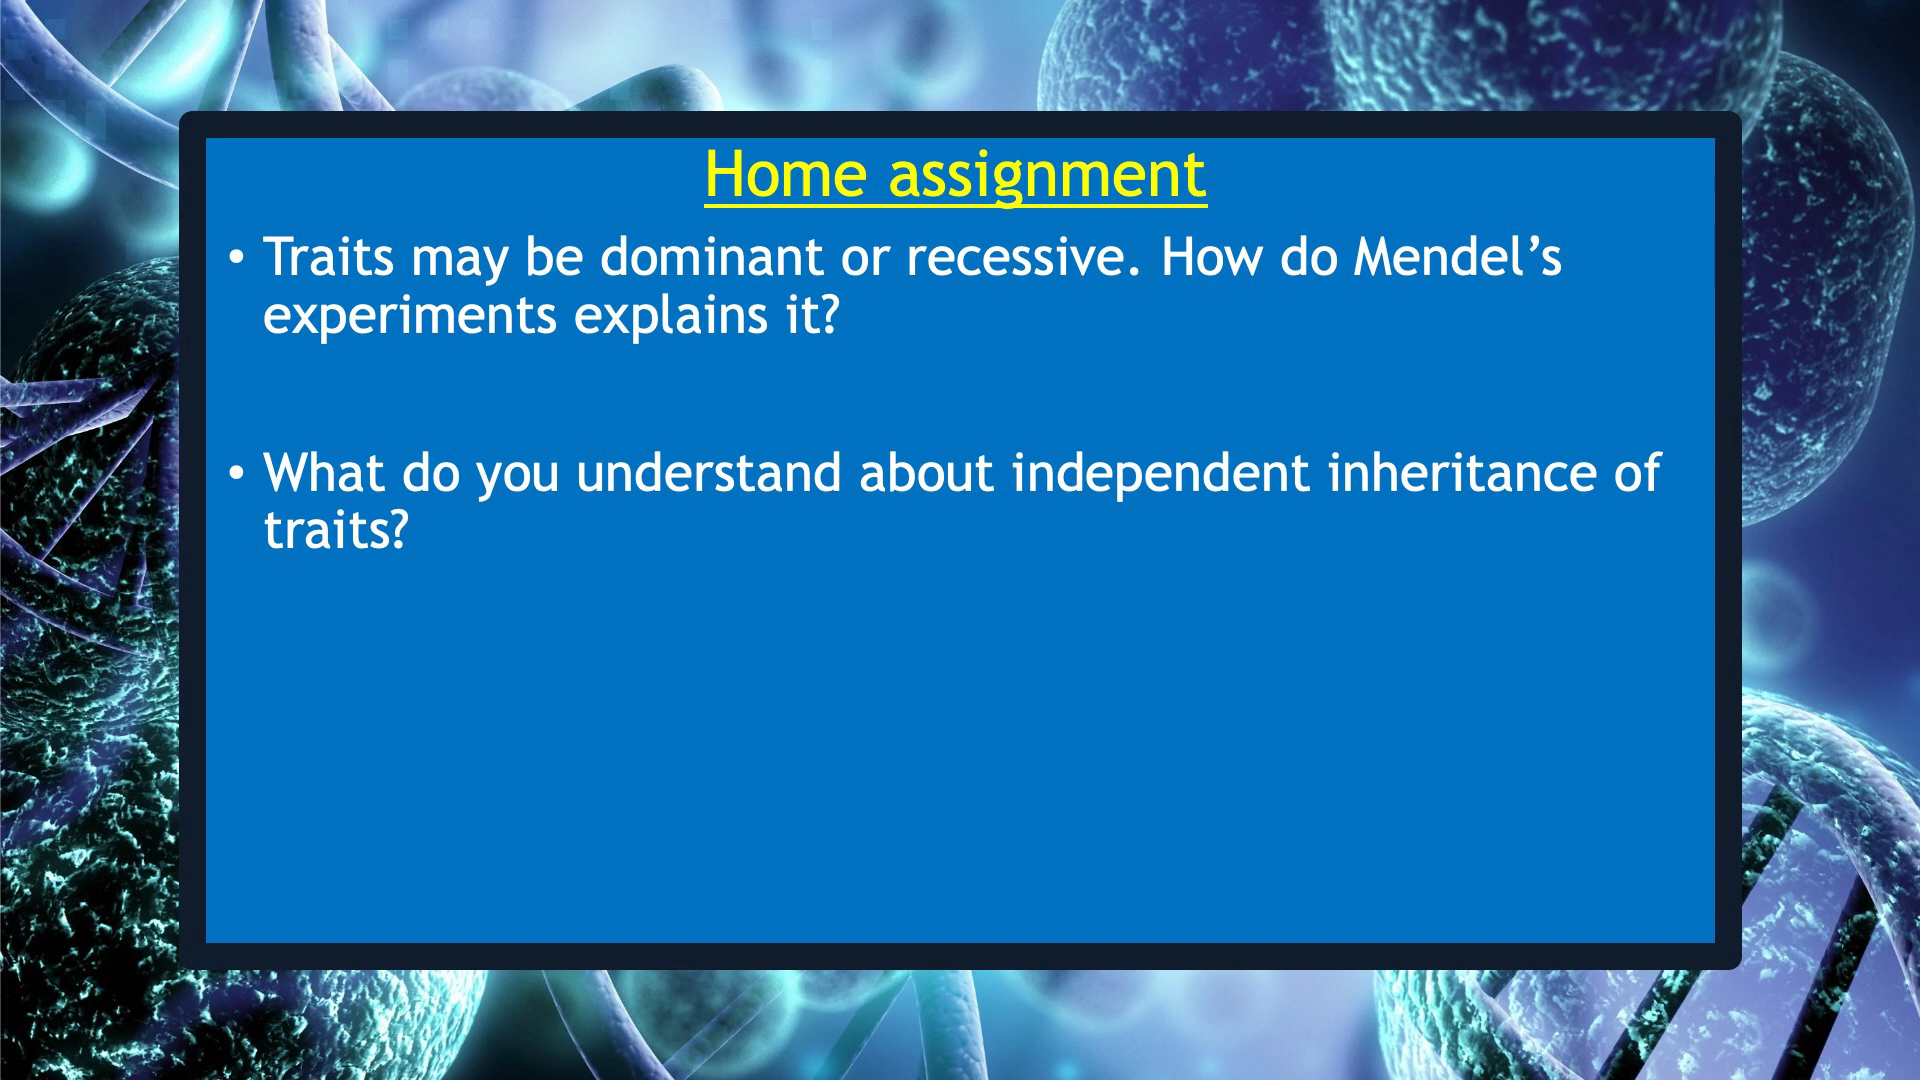 Home assignment
• Traits may be dominant or recessive. How do Mendel’s
experiments explains it?
• What do you understand about independent inheritance of
traits?